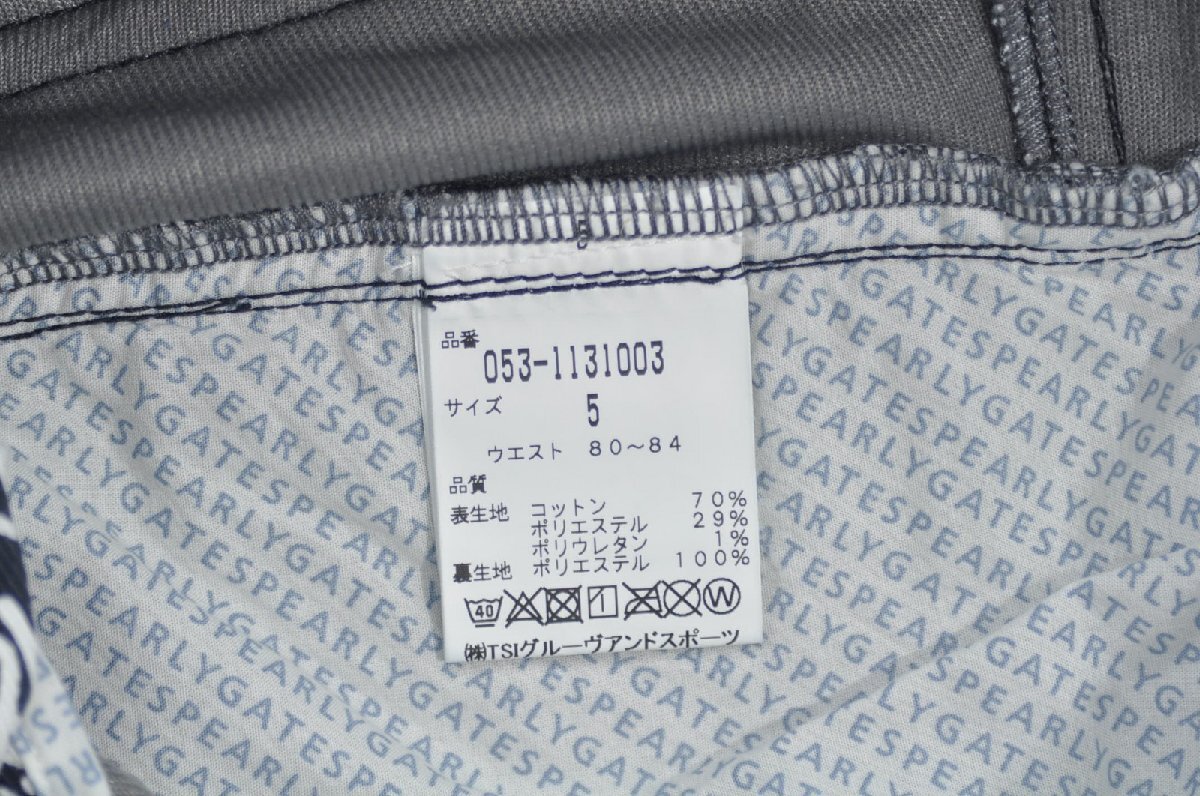 品番
053-1131003
サイズ 5
ウエスト 80～84
品質
表生地 コットン 70%
ポリエステル 29%
ポリウレタン 1%
裏生地 ポリエステル 100%
40 W
㈱TSIグルーヴアンドスポーツ
PEARLYGATES